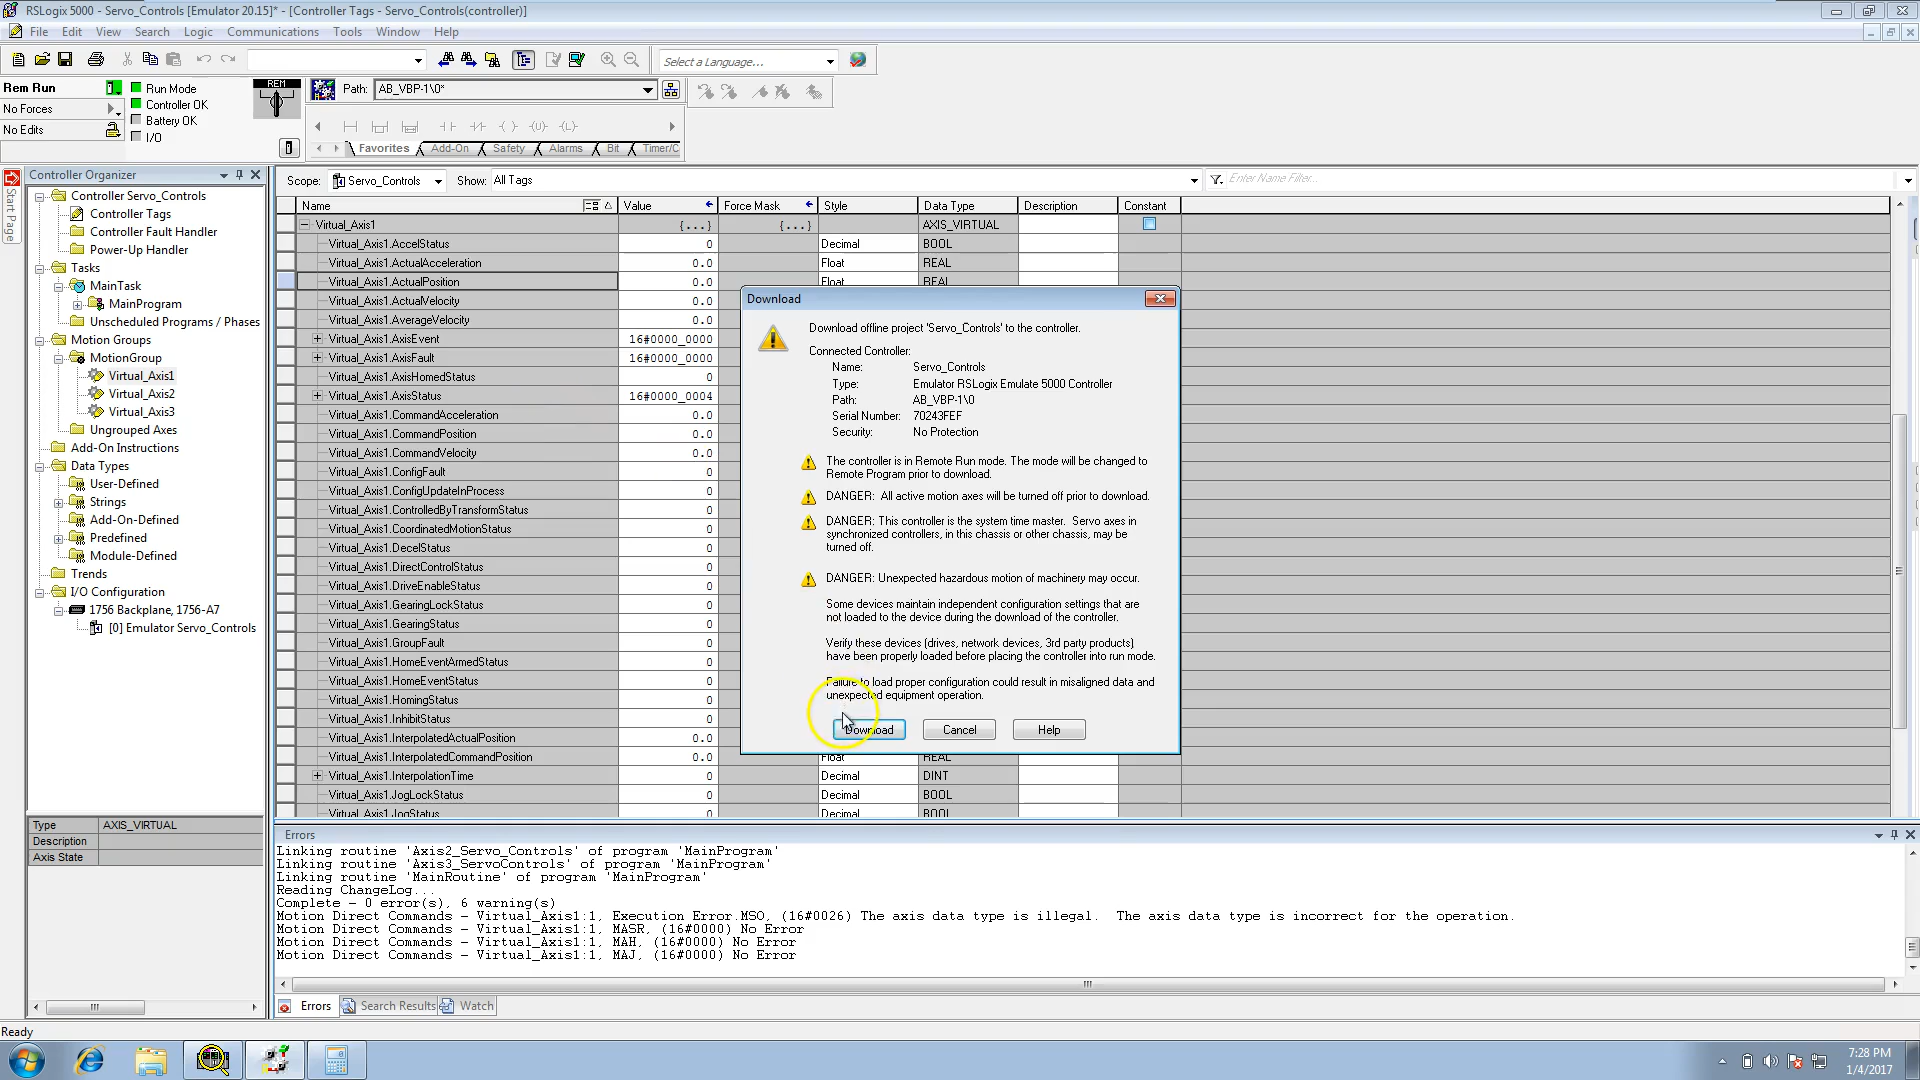 RSLogix 5000 - Servo_Controls [Emulator 20.15]* - [Controller Tags - Servo_Controls(controller)]
File Edit View Search Logic Communications Tools Window Help
Select a Language...
Rem Run
No Forces
No Edits
Run Mode
Controller OK
Battery OK
I/O
REM
Path: AB_VBP-1\0*
Favorites Add-On Safety Alarms Bit Timer/C
Start Page
Controller Organizer
Controller Servo_Controls
Controller Tags
Controller Fault Handler
Power-Up Handler
Tasks
MainTask
MainProgram
Unscheduled Programs / Phases
Motion Groups
MotionGroup
Virtual_Axis1
Virtual_Axis2
Virtual_Axis3
Ungrouped Axes
Add-On Instructions
Data Types
User-Defined
Strings
Add-On-Defined
Predefined
Module-Defined
Trends
I/O Configuration
1756 Backplane, 1756-A7
[0] Emulator Servo_Controls
Type AXIS_VIRTUAL
Description
Axis State
Scope: Servo_Controls Show: All Tags Enter Name Filter...
Name Value Force Mask Style Data Type Description Constant
Virtual_Axis1 {...} {...} AXIS_VIRTUAL
Virtual_Axis1.AccelStatus 0 Decimal BOOL
Virtual_Axis1.ActualAcceleration 0.0 Float REAL
Virtual_Axis1.ActualPosition 0.0 Float REAL
Virtual_Axis1.ActualVelocity 0.0
Virtual_Axis1.AverageVelocity 0.0
Virtual_Axis1.AxisEvent 16#0000_0000
Virtual_Axis1.AxisFault 16#0000_0000
Virtual_Axis1.AxisHomedStatus 0
Virtual_Axis1.AxisStatus 16#0000_0004
Virtual_Axis1.CommandAcceleration 0.0
Virtual_Axis1.CommandPosition 0.0
Virtual_Axis1.CommandVelocity 0.0
Virtual_Axis1.ConfigFault 0
Virtual_Axis1.ConfigUpdateInProcess 0
Virtual_Axis1.ControlledByTransformStatus 0
Virtual_Axis1.CoordinatedMotionStatus 0
Virtual_Axis1.DecelStatus 0
Virtual_Axis1.DirectControlStatus 0
Virtual_Axis1.DriveEnableStatus 0
Virtual_Axis1.GearingLockStatus 0
Virtual_Axis1.GearingStatus 0
Virtual_Axis1.GroupFault 0
Virtual_Axis1.HomeEventArmedStatus 0
Virtual_Axis1.HomeEventStatus 0
Virtual_Axis1.HomingStatus 0
Virtual_Axis1.InhibitStatus 0
Virtual_Axis1.InterpolatedActualPosition 0.0
Virtual_Axis1.InterpolatedCommandPosition 0.0 Float REAL
Virtual_Axis1.InterpolationTime 0 Decimal DINT
Virtual_Axis1.JogLockStatus 0 Decimal BOOL
Virtual_Axis1.JogStatus 0 Decimal BOOL
Download
Download offline project 'Servo_Controls' to the controller.
Connected Controller:
Name: Servo_Controls
Type: Emulator RSLogix Emulate 5000 Controller
Path: AB_VBP-1\0
Serial Number: 70243FEF
Security: No Protection
The controller is in Remote Run mode. The mode will be changed to
Remote Program prior to download.
DANGER: All active motion axes will be turned off prior to download.
DANGER: This controller is the system time master. Servo axes in
synchronized controllers, in this chassis or other chassis, may be
turned off.
DANGER: Unexpected hazardous motion of machinery may occur.
Some devices maintain independent configuration settings that are
not loaded to the device during the download of the controller.
Verify these devices (drives, network devices, 3rd party products)
have been properly loaded before placing the controller into run mode.
Failure to load proper configuration could result in misaligned data and
unexpected equipment operation.
Download Cancel Help
Errors
Linking routine 'Axis2_Servo_Controls' of program 'MainProgram'
Linking routine 'Axis3_ServoControls' of program 'MainProgram'
Linking routine 'MainRoutine' of program 'MainProgram'
Reading ChangeLog...
Complete - 0 error(s), 6 warning(s)
Motion Direct Commands - Virtual_Axis1:1, Execution Error.MSO, (16#0026) The axis data type is illegal. The axis data type is incorrect for the operation.
Motion Direct Commands - Virtual_Axis1:1, MASR, (16#0000) No Error
Motion Direct Commands - Virtual_Axis1:1, MAH, (16#0000) No Error
Motion Direct Commands - Virtual_Axis1:1, MAJ, (16#0000) No Error
Errors Search Results Watch
Ready
7:28 PM
1/4/2017